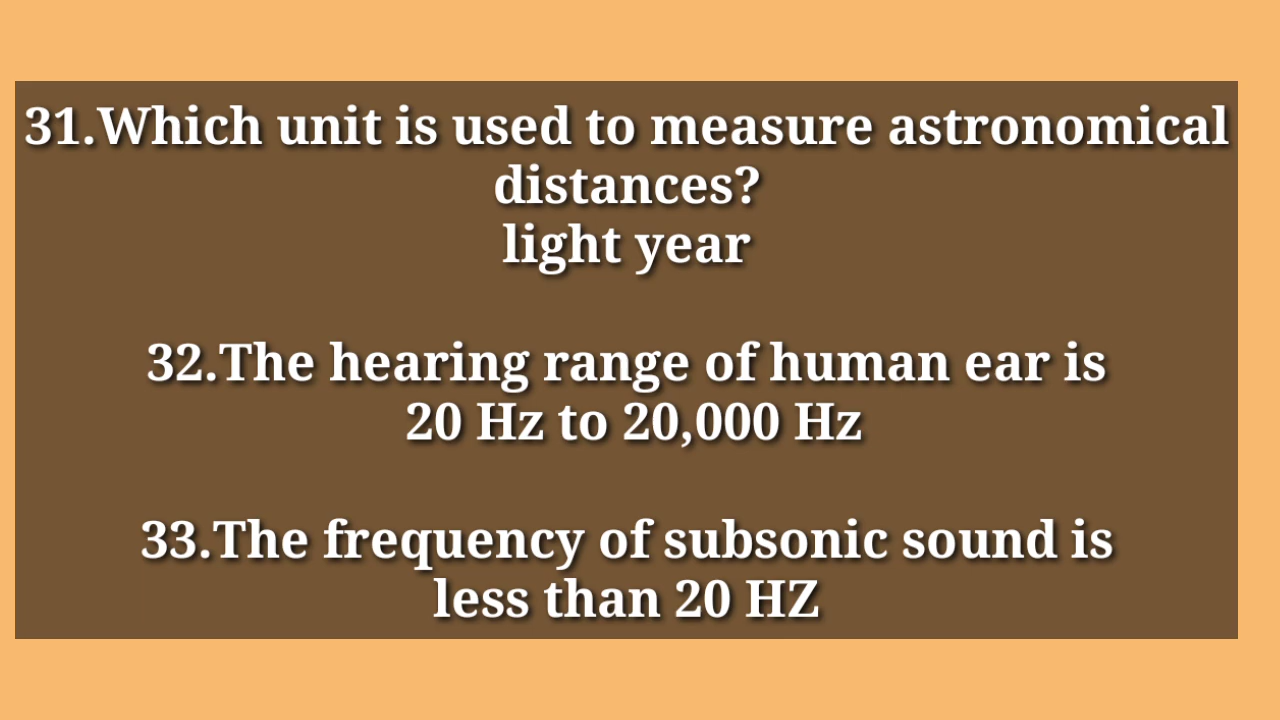 31.Which unit is used to measure astronomical
distances?
light year
32.The hearing range of human ear is
20 Hz to 20,000 Hz
33.The frequency of subsonic sound is
less than 20 HZ